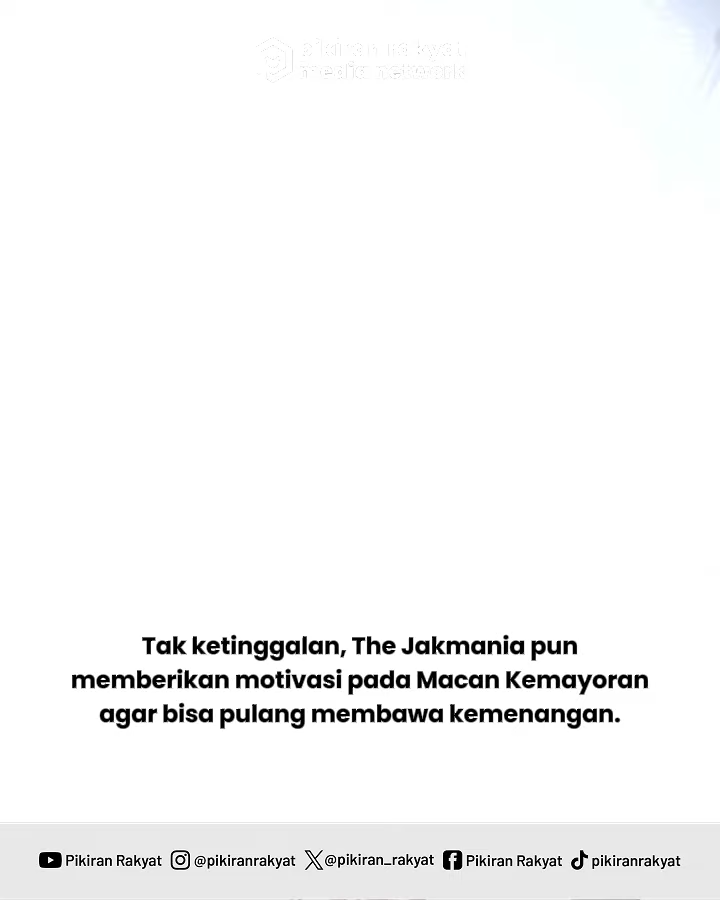 pikiran rakyat
media network
Tak ketinggalan, The Jakmania pun
memberikan motivasi pada Macan Kemayoran
agar bisa pulang membawa kemenangan.
Pikiran Rakyat @pikiranrakyat @pikiran_rakyat Pikiran Rakyat pikiranrakyat